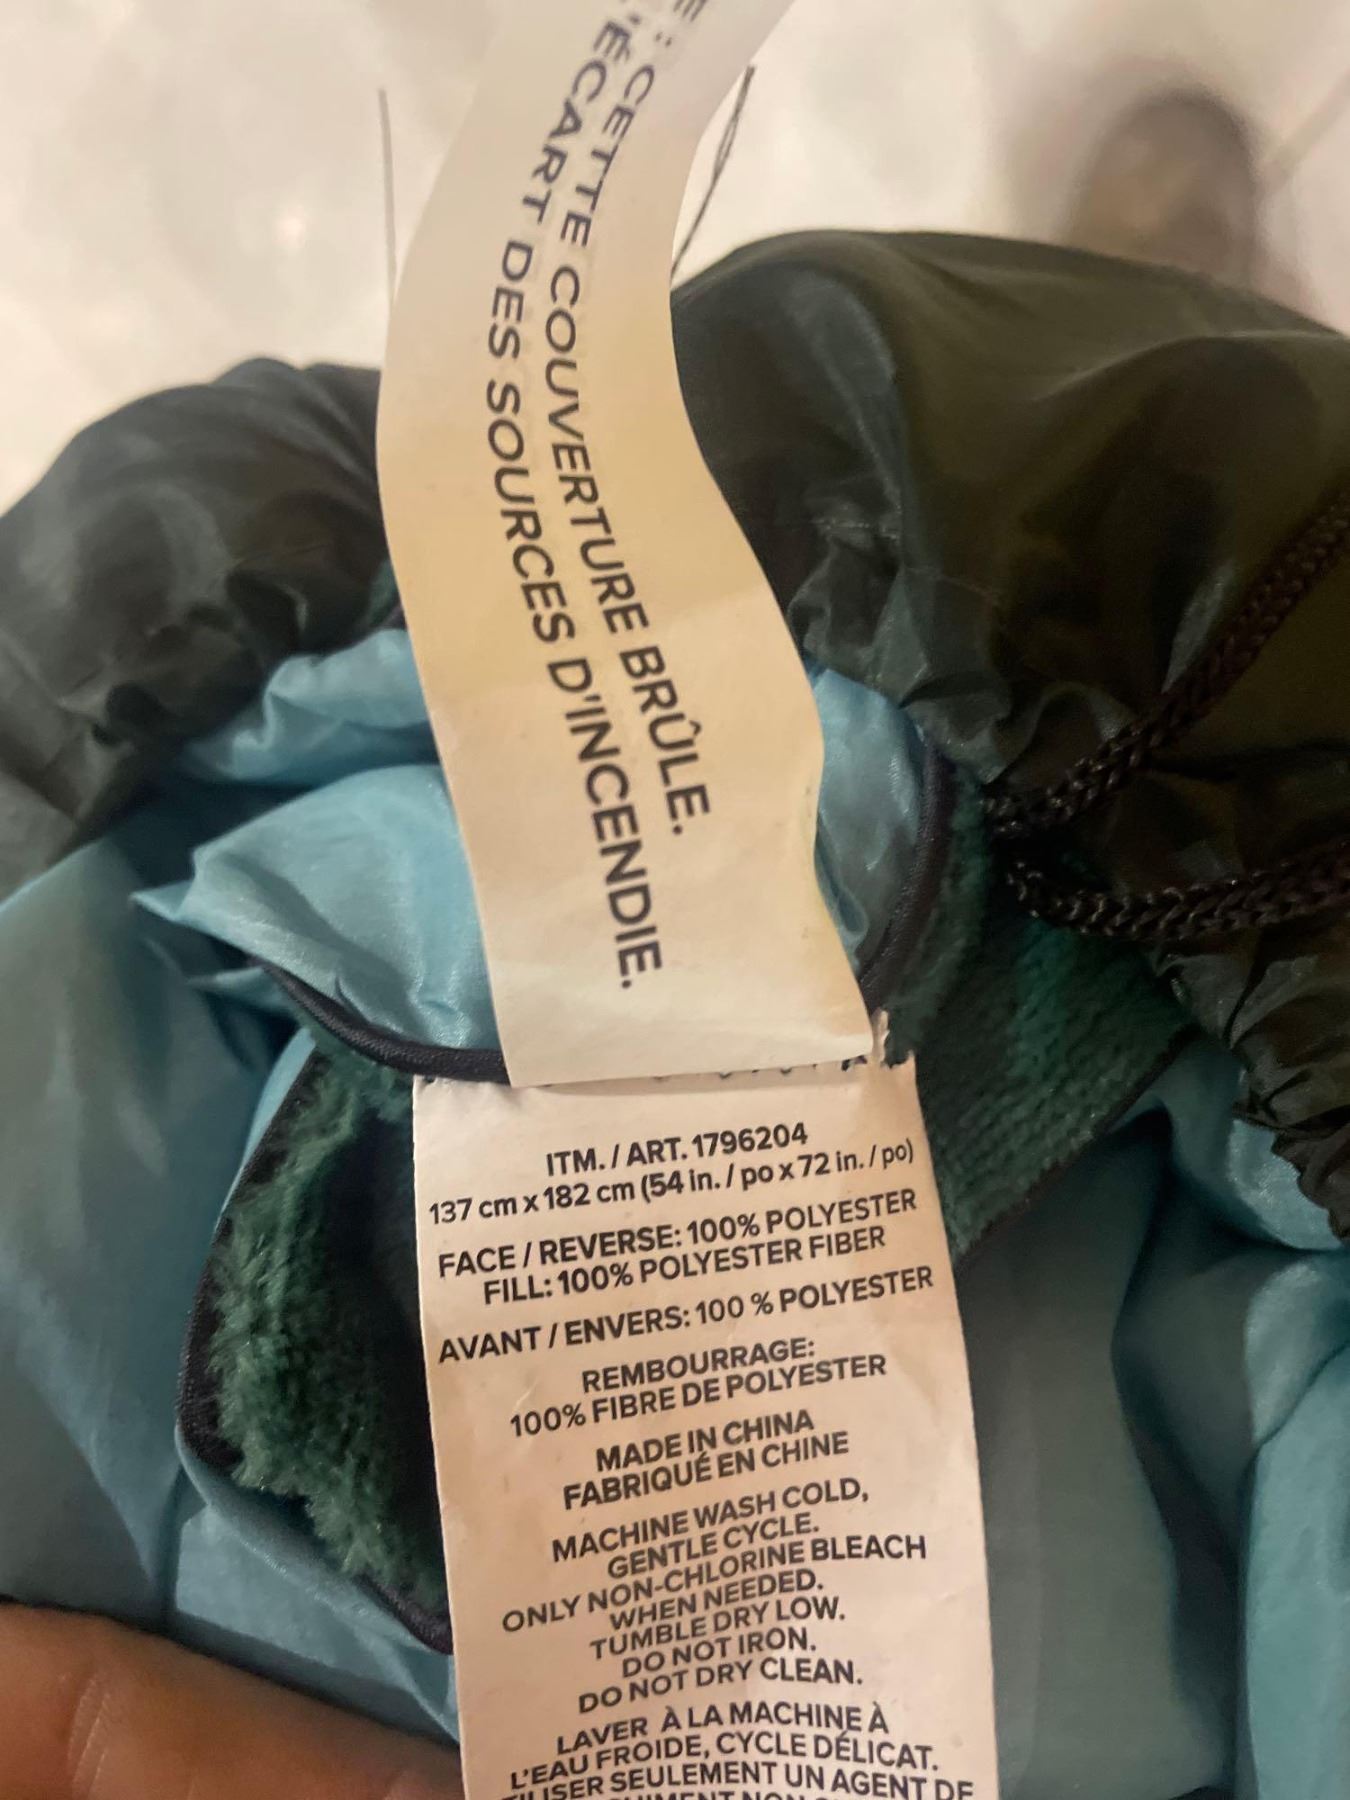 : CETTE COUVERTURE BRÛLE.
'ÉCART DES SOURCES D'INCENDIE.
ITM. / ART. 1796204
137 cm x 182 cm (54 in. / po x 72 in. / po)
FACE / REVERSE: 100% POLYESTER
FILL: 100% POLYESTER FIBER
AVANT / ENVERS: 100 % POLYESTER
REMBOURRAGE:
100% FIBRE DE POLYESTER
MADE IN CHINA
FABRIQUÉ EN CHINE
MACHINE WASH COLD,
GENTLE CYCLE.
ONLY NON-CHLORINE BLEACH
WHEN NEEDED.
TUMBLE DRY LOW.
DO NOT IRON.
DO NOT DRY CLEAN.
LAVER À LA MACHINE À
L'EAU FROIDE, CYCLE DÉLICAT.
TILISER SEULEMENT UN AGENT DE